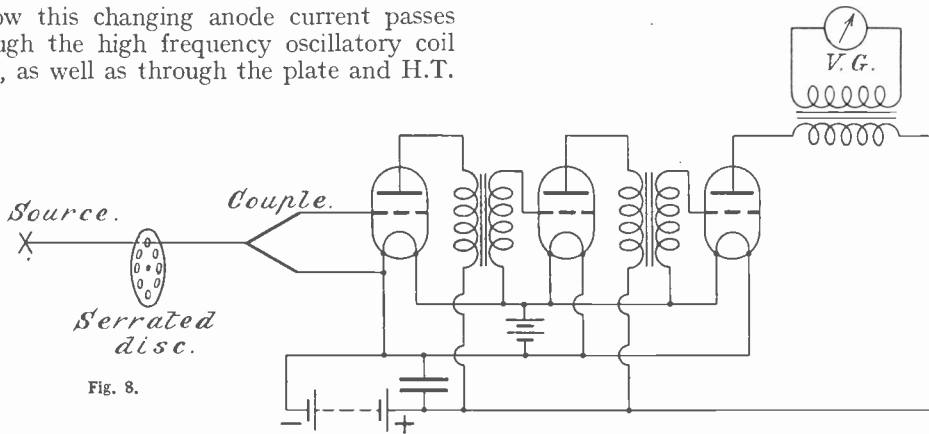 ow this changing anode current passes
ugh the high frequency oscillatory coil
, as well as through the plate and H.T.
V.G.
Couple.
Source.
Serrated
disc.
Fig. 8.
− +